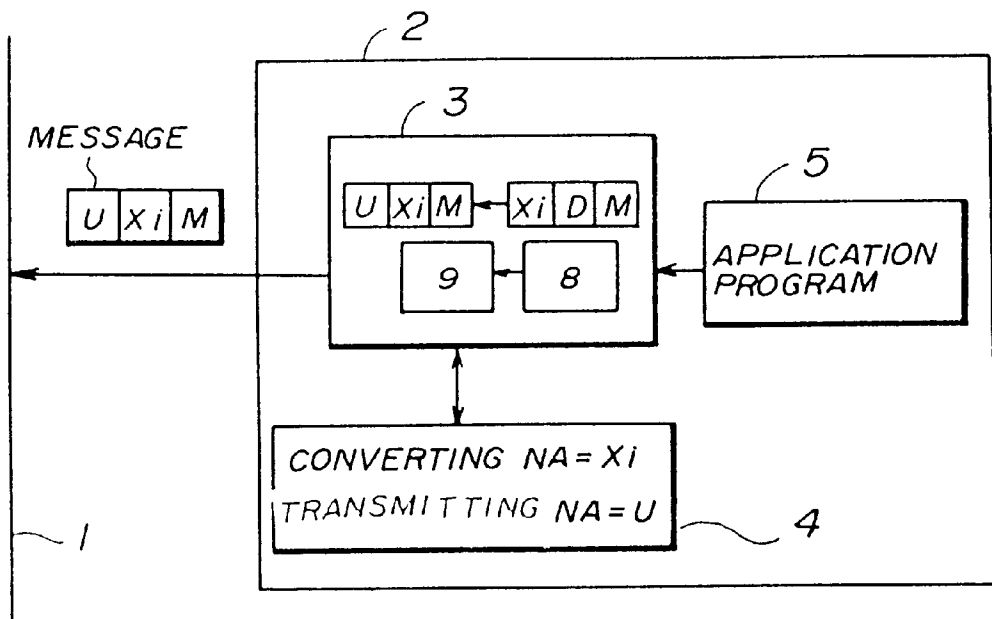 2
MESSAGE
3
U Xi M
U Xi M
Xi D M
5
9
8
APPLICATION
PROGRAM
CONVERTING NA = Xi
TRANSMITTING NA = U
1
4